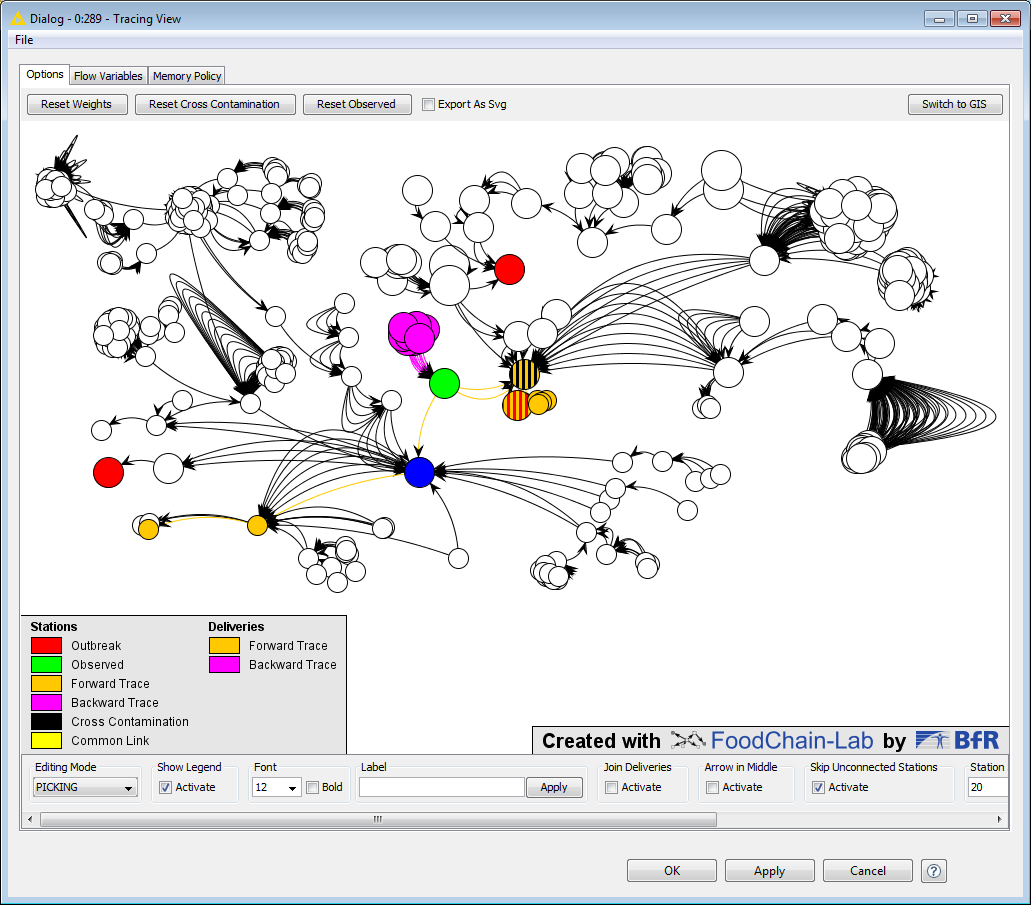 Dialog - 0:289 - Tracing View
File
Options Flow Variables Memory Policy
Reset Weights Reset Cross Contamination Reset Observed Export As Svg Switch to GIS
Stations Deliveries
Outbreak Forward Trace
Observed Backward Trace
Forward Trace
Backward Trace
Cross Contamination
Common Link
Created with FoodChain-Lab by BfR
Editing Mode Show Legend Font Label Join Deliveries Arrow in Middle Skip Unconnected Stations Station
PICKING Activate 12 Bold Apply Activate Activate Activate 20
OK Apply Cancel ?